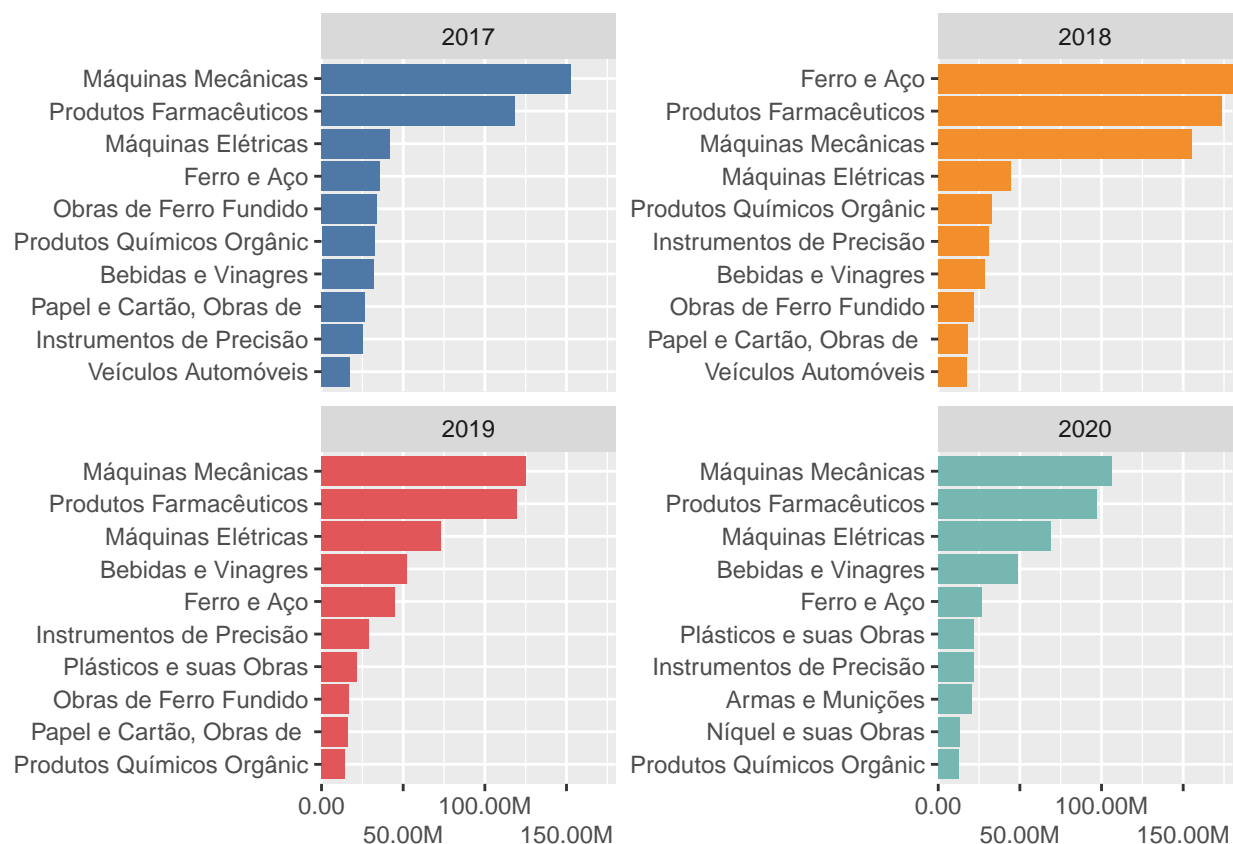 2017
Máquinas Mecânicas
Produtos Farmacêuticos
Máquinas Elétricas
Ferro e Aço
Obras de Ferro Fundido
Produtos Químicos Orgânic
Bebidas e Vinagres
Papel e Cartão, Obras de
Instrumentos de Precisão
Veículos Automóveis
2018
Ferro e Aço
Produtos Farmacêuticos
Máquinas Mecânicas
Máquinas Elétricas
Produtos Químicos Orgânic
Instrumentos de Precisão
Bebidas e Vinagres
Obras de Ferro Fundido
Papel e Cartão, Obras de
Veículos Automóveis
2019
Máquinas Mecânicas
Produtos Farmacêuticos
Máquinas Elétricas
Bebidas e Vinagres
Ferro e Aço
Instrumentos de Precisão
Plásticos e suas Obras
Obras de Ferro Fundido
Papel e Cartão, Obras de
Produtos Químicos Orgânic
0.00 100.00M
50.00M 150.00M
2020
Máquinas Mecânicas
Produtos Farmacêuticos
Máquinas Elétricas
Bebidas e Vinagres
Ferro e Aço
Plásticos e suas Obras
Instrumentos de Precisão
Armas e Munições
Níquel e suas Obras
Produtos Químicos Orgânic
0.00 100.00M
50.00M 150.00M